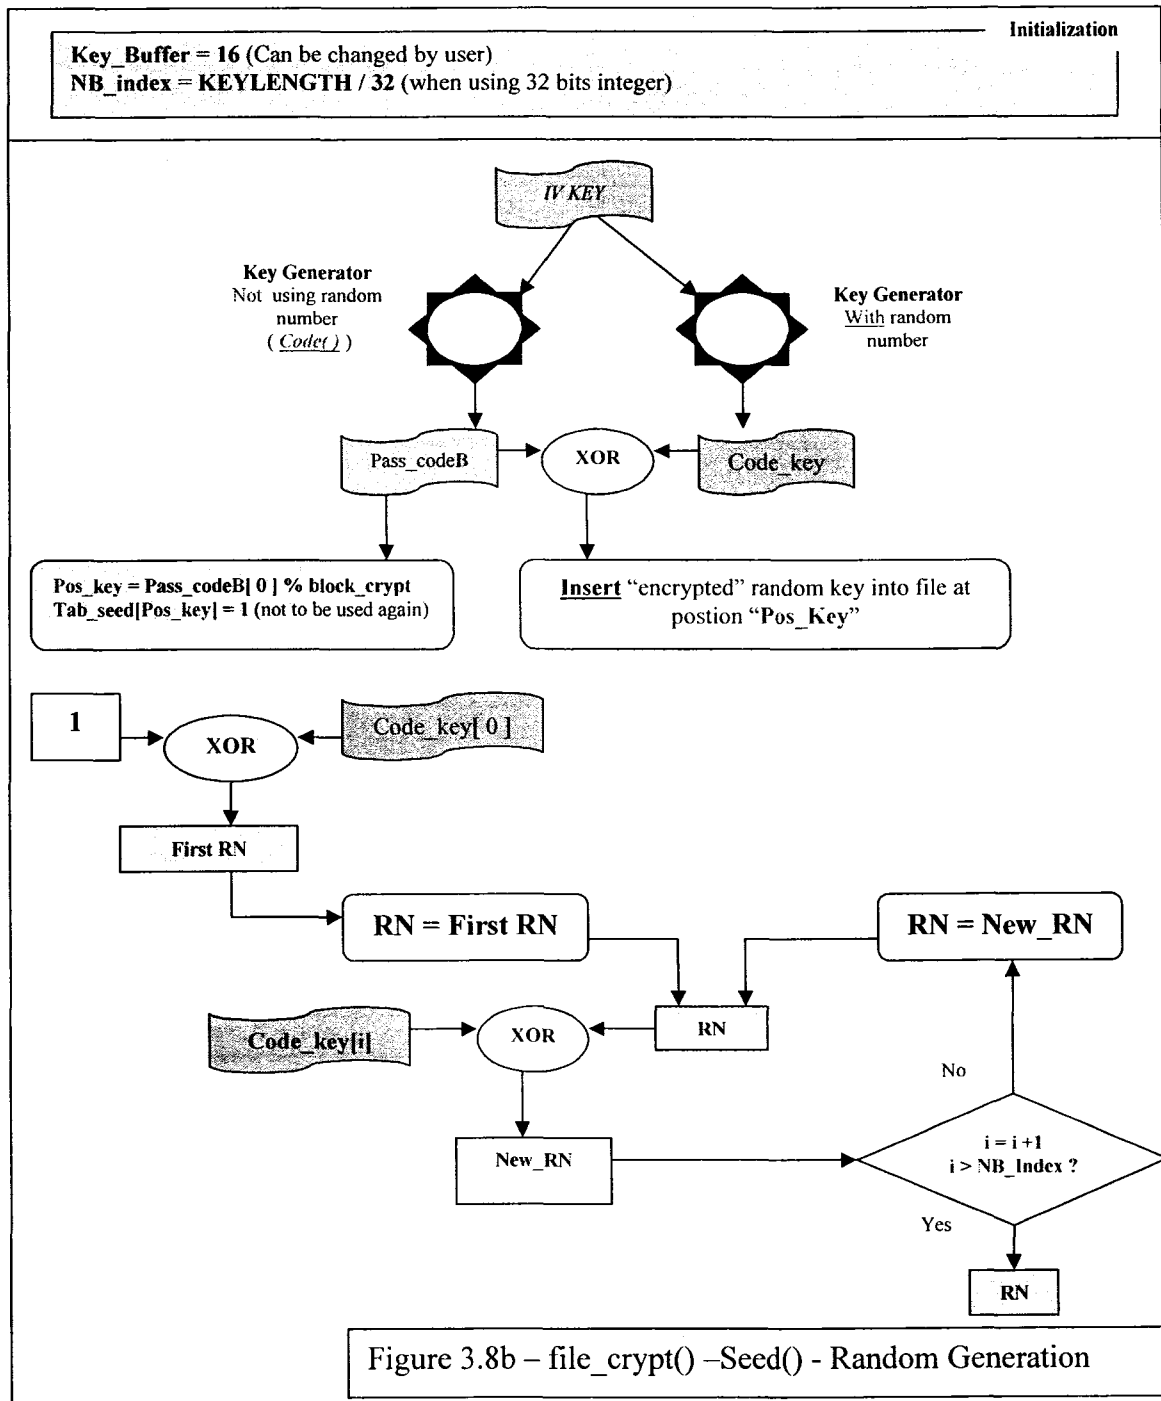 Initialization
Key_Buffer = 16 (Can be changed by user)
NB_index = KEYLENGTH / 32 (when using 32 bits integer)
IV KEY
Key Generator
Not using random
number
( Code() )
Key Generator
With random
number
Pass_codeB
XOR
Code_key
Pos_key = Pass_codeB[ 0 ] % block_crypt
Tab_seed[Pos_key] = 1 (not to be used again)
Insert “encrypted” random key into file at
postion “Pos_Key”
1
XOR
Code_key[ 0 ]
First RN
RN = First RN
RN = New_RN
Code_key[i]
XOR
RN
No
New_RN
i = i +1
i > NB_Index ?
Yes
RN
Figure 3.8b – file_crypt() –Seed() - Random Generation